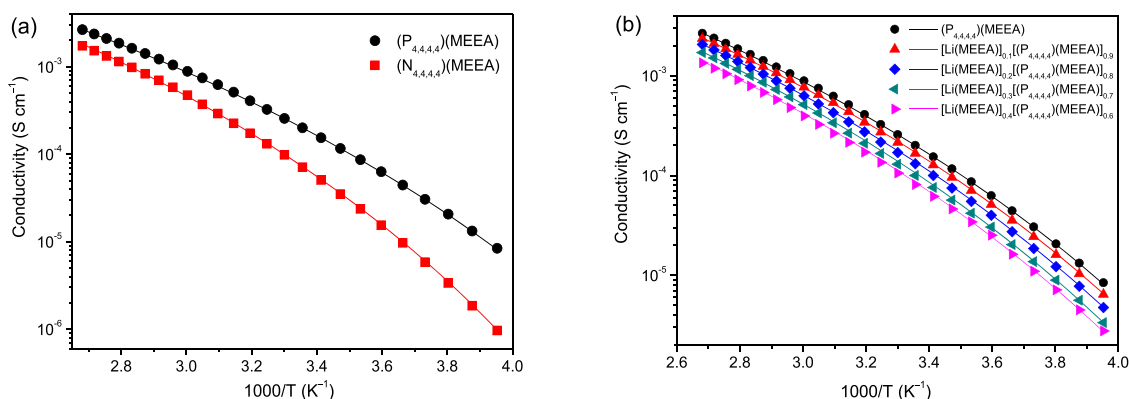 (a)
(P4,4,4,4)(MEEA)
(N4,4,4,4)(MEEA)
10⁻³
10⁻⁴
10⁻⁵
10⁻⁶
Conductivity (S cm⁻¹)
2.8 3.0 3.2 3.4 3.6 3.8 4.0
1000/T (K⁻¹)
(b)
(P4,4,4,4)(MEEA)
[Li(MEEA)]0.1[(P4,4,4,4)(MEEA)]0.9
[Li(MEEA)]0.2[(P4,4,4,4)(MEEA)]0.8
[Li(MEEA)]0.3[(P4,4,4,4)(MEEA)]0.7
[Li(MEEA)]0.4[(P4,4,4,4)(MEEA)]0.6
10⁻³
10⁻⁴
10⁻⁵
Conductivity (S cm⁻¹)
2.6 2.8 3.0 3.2 3.4 3.6 3.8 4.0
1000/T (K⁻¹)